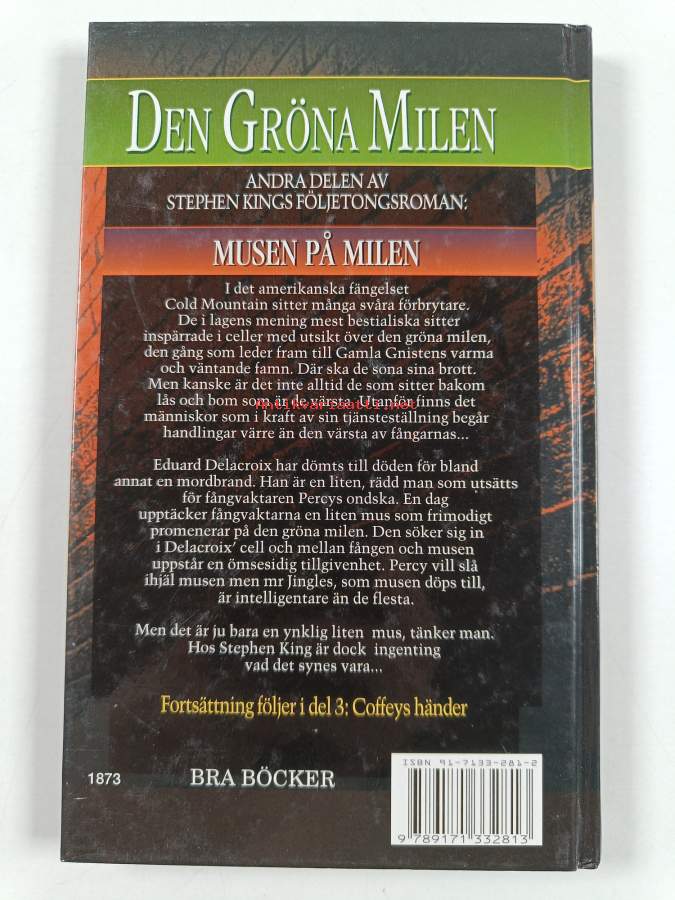 DEN GRÖNA MILEN
ANDRA DELEN AV
STEPHEN KINGS FÖLJETONGSROMAN:
MUSEN PÅ MILEN
I det amerikanska fängelset
Cold Mountain sitter många svåra förbrytare.
De i lagens mening mest bestialiska sitter
inspärrade i celler med utsikt över den gröna milen,
den gång som leder fram till Gamla Gnistens varma
och väntande famn. Där ska de sona sina brott.
Men kanske är det inte alltid de som sitter bakom
lås och bom som är de värsta. Utanför finns det
Antikvariaatti.net
människor som i kraft av sin tjänsteställning begår
handlingar värre än den värsta av fångarnas...
Eduard Delacroix har dömts till döden för bland
annat en mordbrand. Han är en liten, rädd man som utsätts
för fångvaktaren Percys ondska. En dag
upptäcker fångvaktarna en liten mus som frimodigt
promenerar på den gröna milen. Den söker sig in
i Delacroix' cell och mellan fången och musen
uppstår en ömsesidig tillgivenhet. Percy vill slå
ihjäl musen men mr Jingles, som musen döps till,
är intelligentare än de flesta.
Men det är ju bara en ynklig liten mus, tänker man.
Hos Stephen King är dock ingenting
vad det synes vara...
Fortsättning följer i del 3: Coffeys händer
ISBN 91-7133-281-2
1873
BRA BÖCKER
9 789171 332813